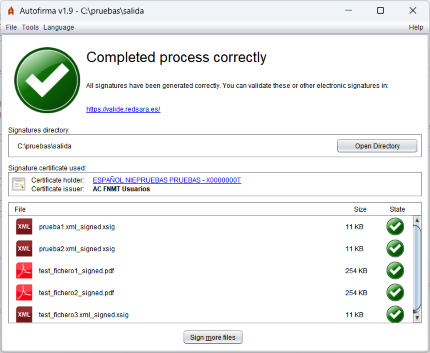 Autofirma v1.9 - C:\pruebas\salida
File Tools Language Help
Completed process correctly
All signatures have been generated correctly. You can validate these or other electronic signatures in:
https://valide.redsara.es/
Signatures directory:
C:\pruebas\salida Open Directory
Signature certificate used:
Certificate holder: ESPAÑOL NIEPRUEBAS PRUEBAS - X0000000T
Certificate issuer: AC FNMT Usuarios
File Size State
XML prueba1.xml_signed.xsig 11 KB
XML prueba2.xml_signed.xsig 11 KB
test_fichero1_signed.pdf 254 KB
test_fichero2_signed.pdf 254 KB
XML test_fichero3.xml_signed.xsig 11 KB
Sign more files